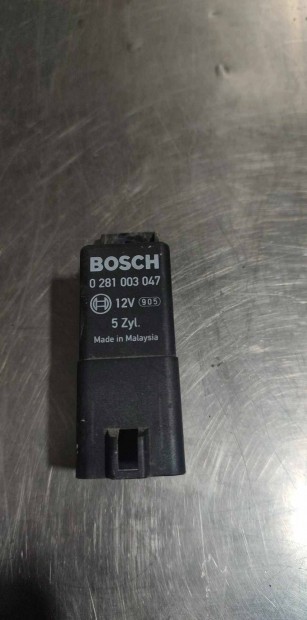 BOSCH
0 281 003 047
12V 905
5 Zyl.
Made in Malaysia